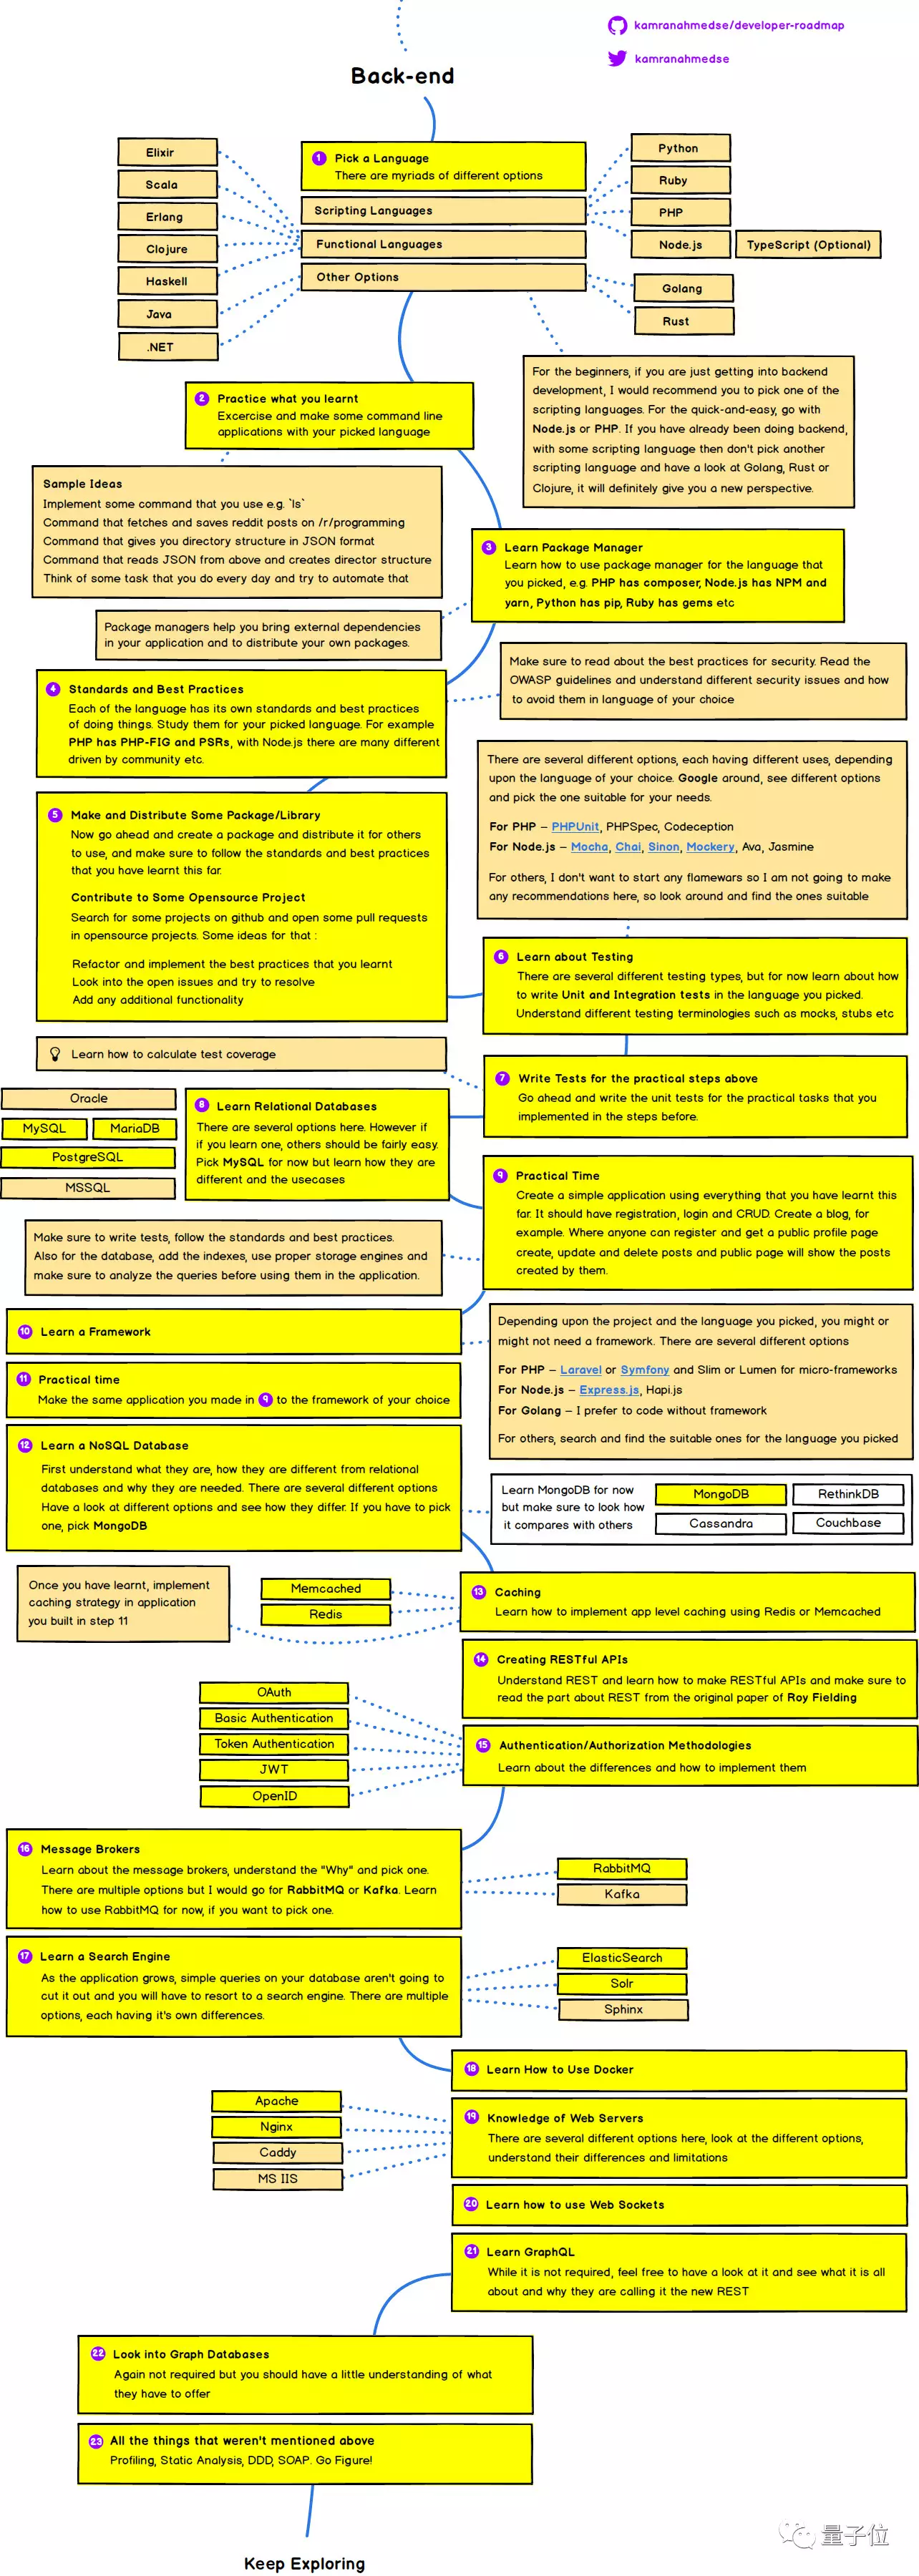 kamranahmedse/developer-roadmap
kamranahmedse
Back-end
1 Pick a Language
There are myriads of different options
Scripting Languages
Functional Languages
Other Options
Elixir
Scala
Erlang
Clojure
Haskell
Java
.NET
Python
Ruby
PHP
Node.js
TypeScript (Optional)
Golang
Rust
For the beginners, if you are just getting into backend
development, I would recommend you to pick one of the
scripting languages. For the quick-and-easy, go with
Node.js or PHP. If you have already been doing backend,
with some scripting language then don't pick another
scripting language and have a look at Golang, Rust or
Clojure, it will definitely give you a new perspective.
2 Practice what you learnt
Excercise and make some command line
applications with your picked language
Sample Ideas
Implement some command that you use e.g. `ls`
Command that fetches and saves reddit posts on /r/programming
Command that gives you directory structure in JSON format
Command that reads JSON from above and creates director structure
Think of some task that you do every day and try to automate that
3 Learn Package Manager
Learn how to use package manager for the language that
you picked, e.g. PHP has composer, Node.js has NPM and
yarn, Python has pip, Ruby has gems etc
Package managers help you bring external dependencies
in your application and to distribute your own packages.
4 Standards and Best Practices
Each of the language has its own standards and best practices
of doing things. Study them for your picked language. For example
PHP has PHP-FIG and PSRs, with Node.js there are many different
driven by community etc.
Make sure to read about the best practices for security. Read the
OWASP guidelines and understand different security issues and how
to avoid them in language of your choice
5 Make and Distribute Some Package/Library
Now go ahead and create a package and distribute it for others
to use, and make sure to follow the standards and best practices
that you have learnt this far.
Contribute to Some Opensource Project
Search for some projects on github and open some pull requests
in opensource projects. Some ideas for that :
Refactor and implement the best practices that you learnt
Look into the open issues and try to resolve
Add any additional functionality
There are several different options, each having different uses, depending
upon the language of your choice. Google around, see different options
and pick the one suitable for your needs.
For PHP – PHPUnit, PHPSpec, Codeception
For Node.js – Mocha, Chai, Sinon, Mockery, Ava, Jasmine
For others, I don't want to start any flamewars so I am not going to make
any recommendations here, so look around and find the ones suitable
6 Learn about Testing
There are several different testing types, but for now learn about how
to write Unit and Integration tests in the language you picked.
Understand different testing terminologies such as mocks, stubs etc
Learn how to calculate test coverage
7 Write Tests for the practical steps above
Go ahead and write the unit tests for the practical tasks that you
implemented in the steps before.
8 Learn Relational Databases
There are several options here. However if
if you learn one, others should be fairly easy.
Pick MySQL for now but learn how they are
different and the usecases
Oracle
MySQL
MariaDB
PostgreSQL
MSSQL
9 Practical Time
Create a simple application using everything that you have learnt this
far. It should have registration, login and CRUD. Create a blog, for
example. Where anyone can register and get a public profile page
create, update and delete posts and public page will show the posts
created by them.
Make sure to write tests, follow the standards and best practices.
Also for the database, add the indexes, use proper storage engines and
make sure to analyze the queries before using them in the application.
10 Learn a Framework
Depending upon the project and the language you picked, you might or
might not need a framework. There are several different options
For PHP – Laravel or Symfony and Slim or Lumen for micro-frameworks
For Node.js – Express.js, Hapi.js
For Golang – I prefer to code without framework
For others, search and find the suitable ones for the language you picked
11 Practical time
Make the same application you made in 9 to the framework of your choice
12 Learn a NoSQL Database
First understand what they are, how they are different from relational
databases and why they are needed. There are several different options
Have a look at different options and see how they differ. If you have to pick
one, pick MongoDB
Learn MongoDB for now
but make sure to look how
it compares with others
MongoDB
RethinkDB
Cassandra
Couchbase
13 Caching
Learn how to implement app level caching using Redis or Memcached
Memcached
Redis
Once you have learnt, implement
caching strategy in application
you built in step 11
14 Creating RESTful APIs
Understand REST and learn how to make RESTful APIs and make sure to
read the part about REST from the original paper of Roy Fielding
15 Authentication/Authorization Methodologies
Learn about the differences and how to implement them
OAuth
Basic Authentication
Token Authentication
JWT
OpenID
16 Message Brokers
Learn about the message brokers, understand the "Why" and pick one.
There are multiple options but I would go for RabbitMQ or Kafka. Learn
how to use RabbitMQ for now, if you want to pick one.
RabbitMQ
Kafka
17 Learn a Search Engine
As the application grows, simple queries on your database aren't going to
cut it out and you will have to resort to a search engine. There are multiple
options, each having it's own differences.
ElasticSearch
Solr
Sphinx
18 Learn How to Use Docker
19 Knowledge of Web Servers
There are several different options here, look at the different options,
understand their differences and limitations
Apache
Nginx
Caddy
MS IIS
20 Learn how to use Web Sockets
21 Learn GraphQL
While it is not required, feel free to have a look at it and see what it is all
about and why they are calling it the new REST
22 Look into Graph Databases
Again not required but you should have a little understanding of what
they have to offer
23 All the things that weren't mentioned above
Profiling, Static Analysis, DDD, SOAP. Go Figure!
Keep Exploring
量子位